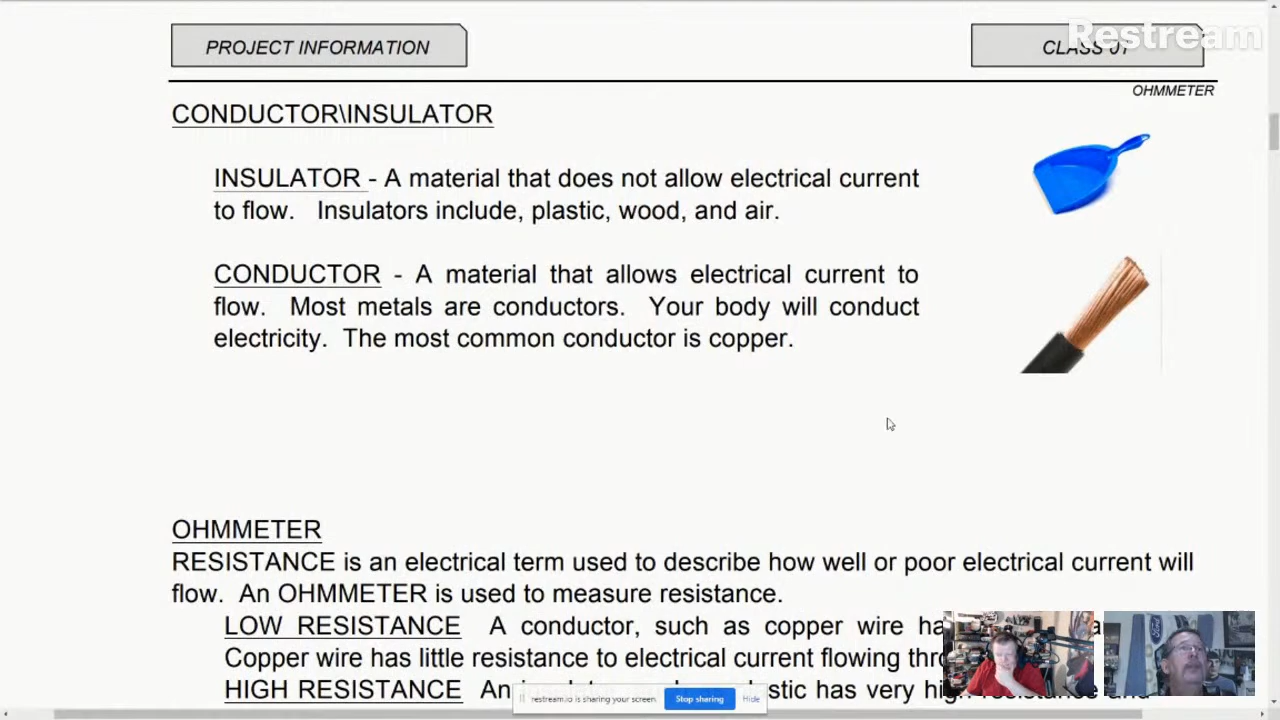 PROJECT INFORMATION
CLASS 01
Restream
OHMMETER
CONDUCTOR\INSULATOR
INSULATOR - A material that does not allow electrical current
to flow. Insulators include, plastic, wood, and air.
CONDUCTOR - A material that allows electrical current to
flow. Most metals are conductors. Your body will conduct
electricity. The most common conductor is copper.
OHMMETER
RESISTANCE is an electrical term used to describe how well or poor electrical current will
flow. An OHMMETER is used to measure resistance.
LOW RESISTANCE A conductor, such as copper wire
Copper wire has little resistance to electrical current flowing
HIGH RESISTANCE
has very
restream.io is sharing your screen. Stop sharing Hide
Ford